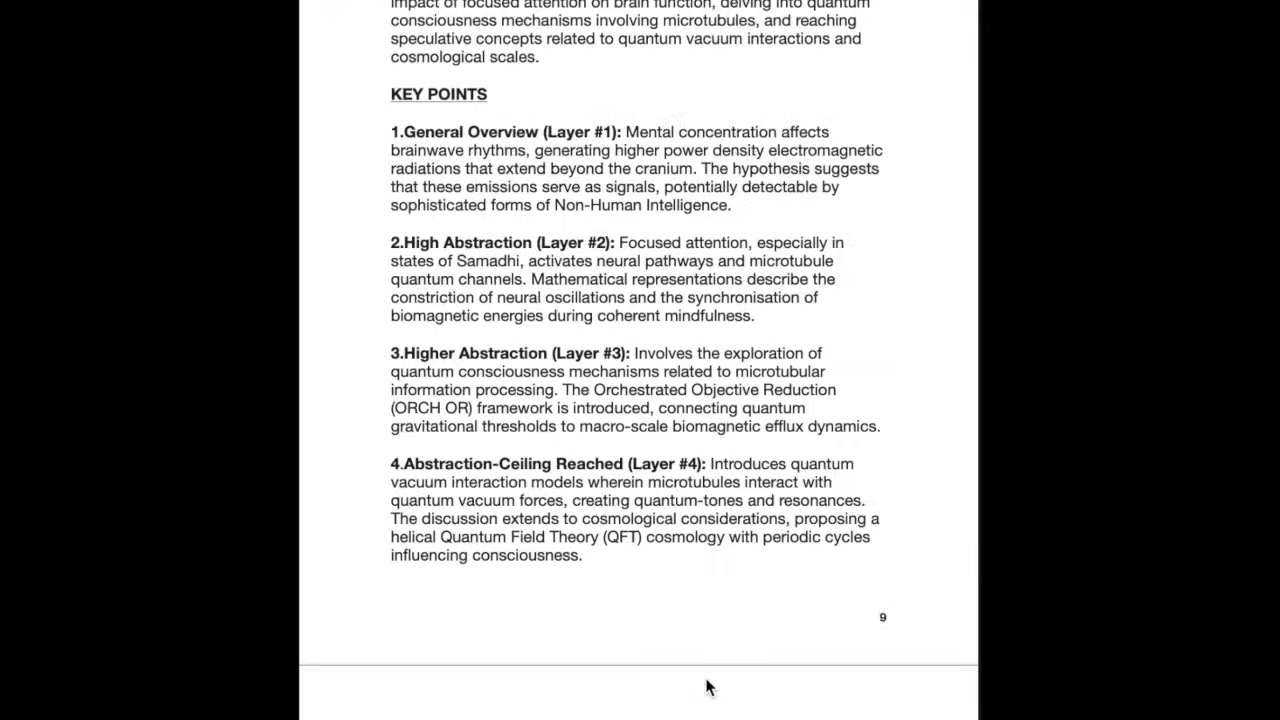 impact of focused attention on brain function, delving into quantum
consciousness mechanisms involving microtubules, and reaching
speculative concepts related to quantum vacuum interactions and
cosmological scales.
KEY POINTS
1.General Overview (Layer #1): Mental concentration affects
brainwave rhythms, generating higher power density electromagnetic
radiations that extend beyond the cranium. The hypothesis suggests
that these emissions serve as signals, potentially detectable by
sophisticated forms of Non-Human Intelligence.
2.High Abstraction (Layer #2): Focused attention, especially in
states of Samadhi, activates neural pathways and microtubule
quantum channels. Mathematical representations describe the
constriction of neural oscillations and the synchronisation of
biomagnetic energies during coherent mindfulness.
3.Higher Abstraction (Layer #3): Involves the exploration of
quantum consciousness mechanisms related to microtubular
information processing. The Orchestrated Objective Reduction
(ORCH OR) framework is introduced, connecting quantum
gravitational thresholds to macro-scale biomagnetic efflux dynamics.
4.Abstraction-Ceiling Reached (Layer #4): Introduces quantum
vacuum interaction models wherein microtubules interact with
quantum vacuum forces, creating quantum-tones and resonances.
The discussion extends to cosmological considerations, proposing a
helical Quantum Field Theory (QFT) cosmology with periodic cycles
influencing consciousness.
9